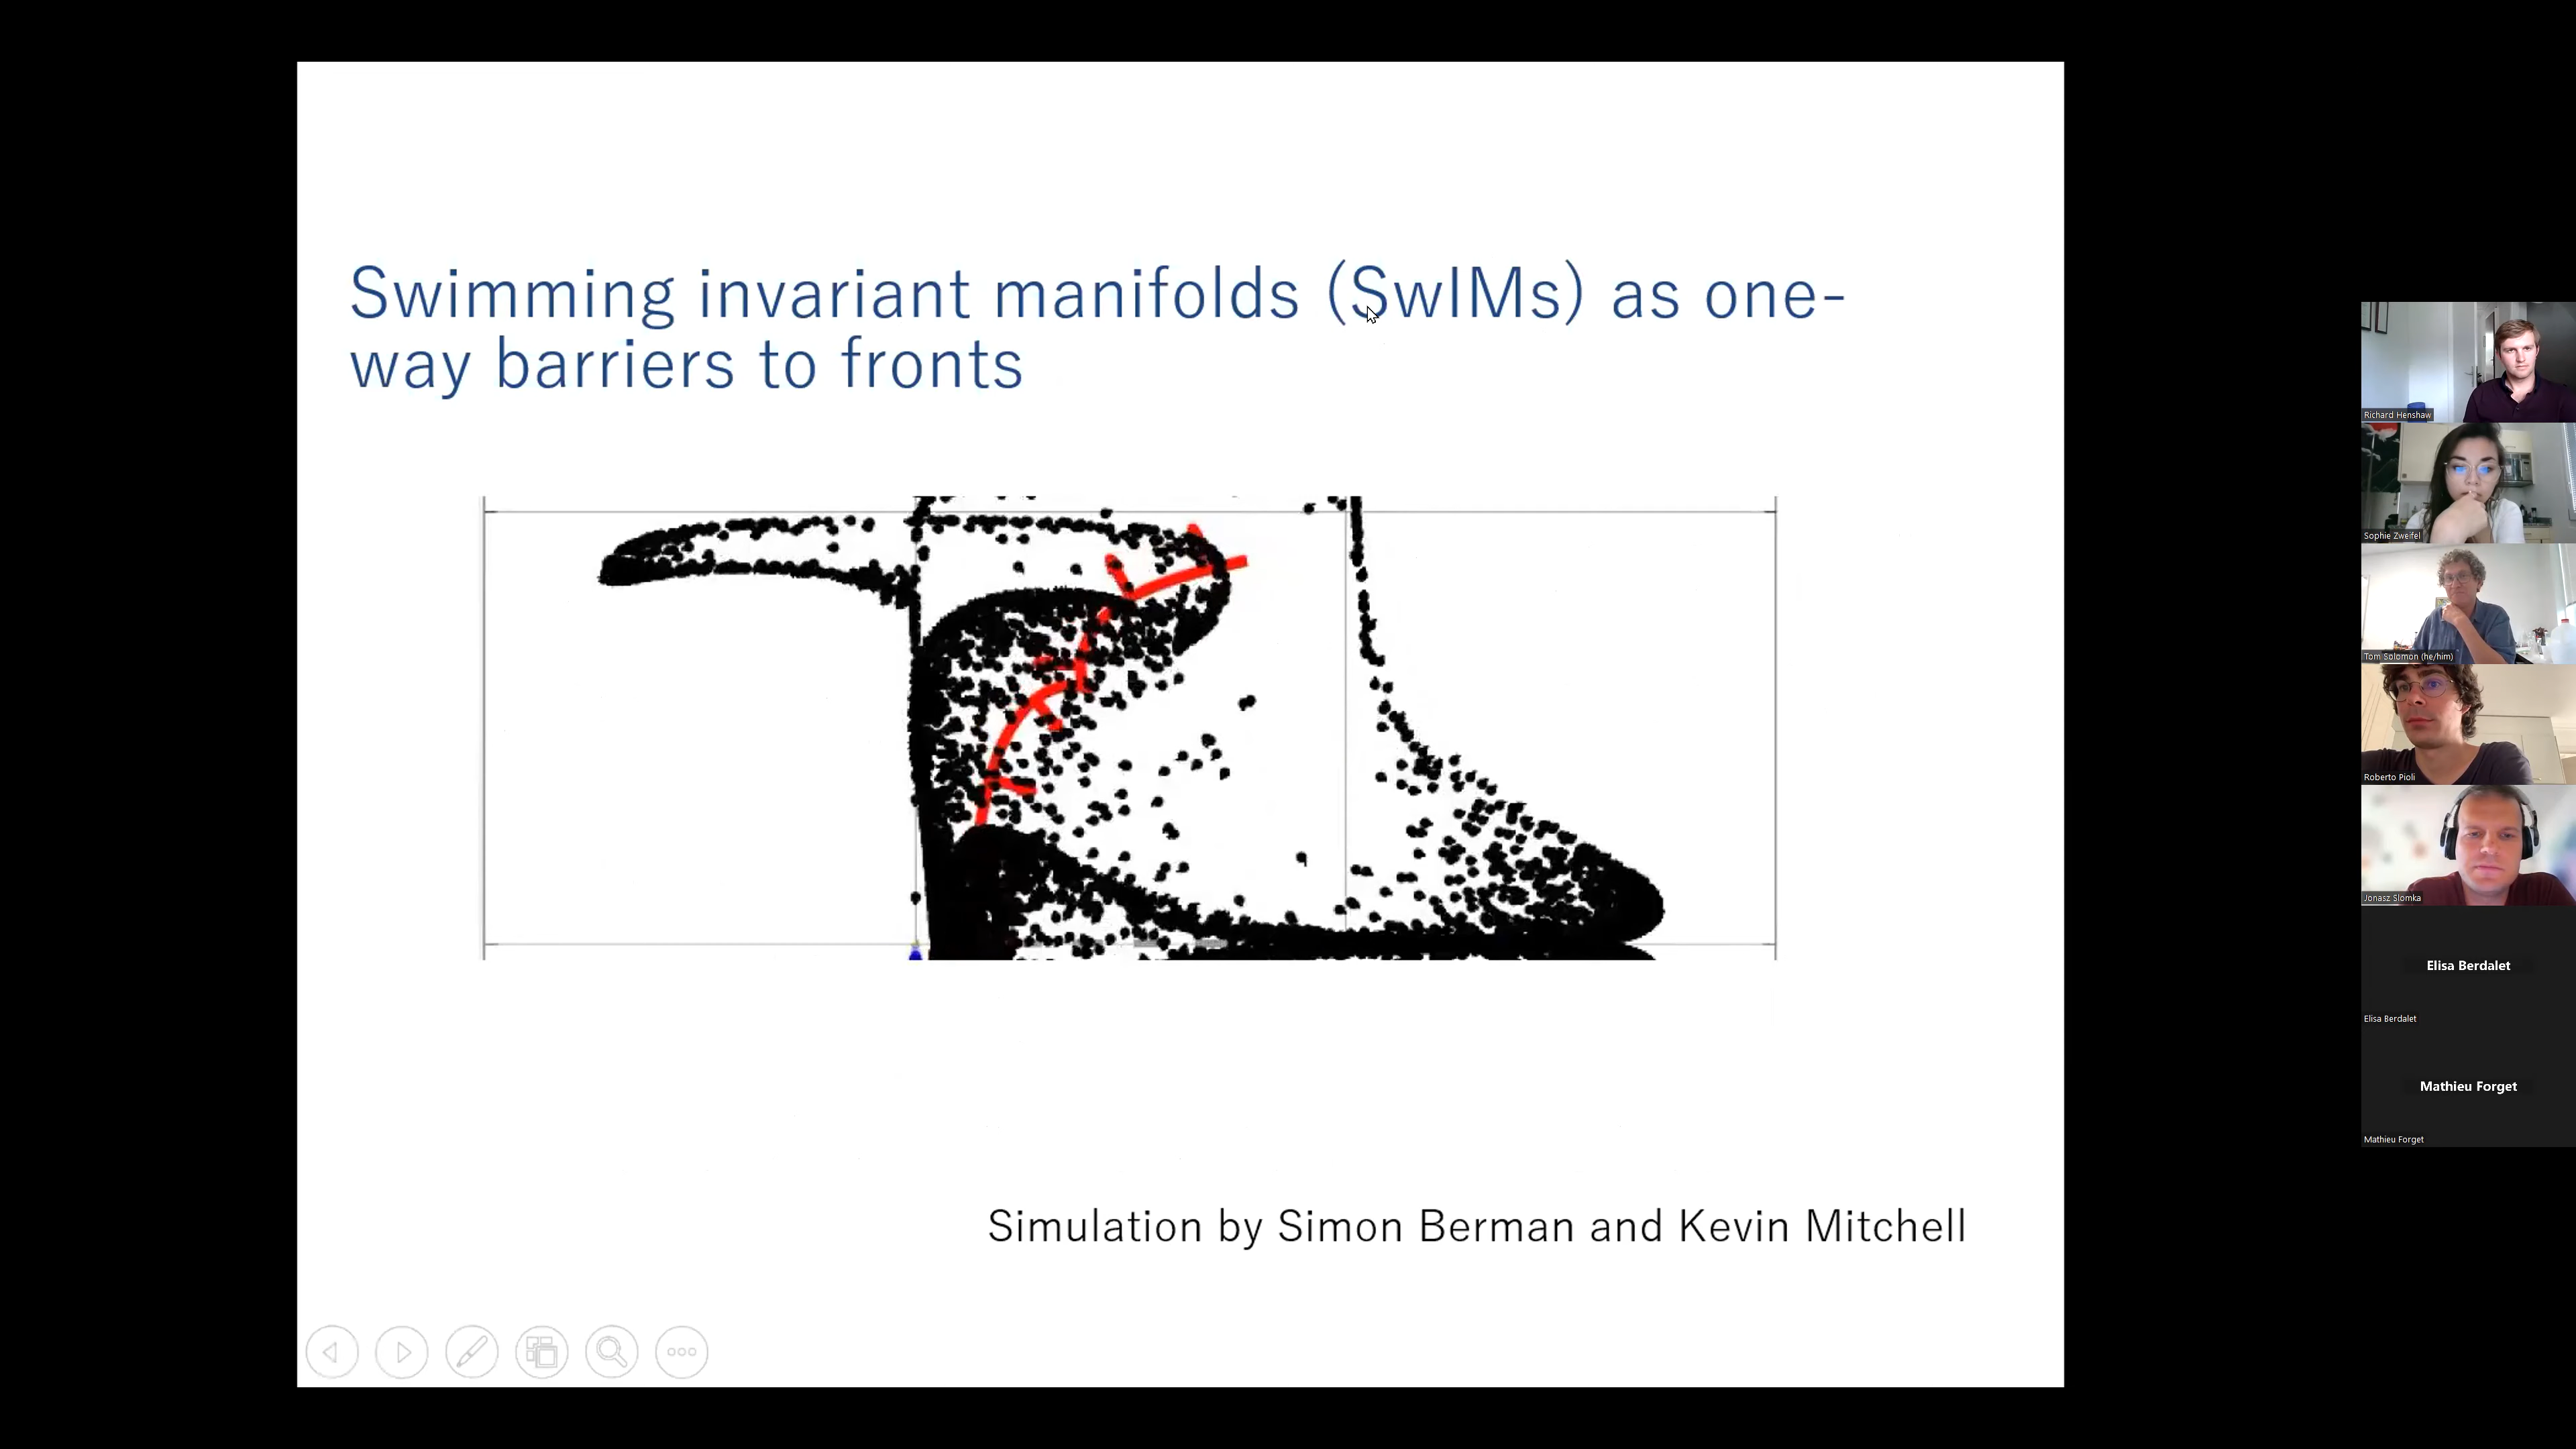 Swimming invariant manifolds (SwIMs) as one-
way barriers to fronts
Simulation by Simon Berman and Kevin Mitchell
Richard Henshaw
Sophie Zweifel
Tom Solomon (he/him)
Roberto Pioli
Jonasz Slomka
Elisa Berdalet
Elisa Berdalet
Mathieu Forget
Mathieu Forget